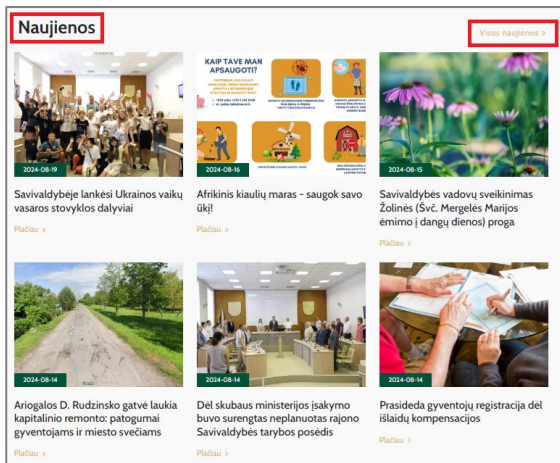 Naujienos
Visos naujienos >
KAIP TAVE MAN
APSAUGOTI?
2024-08-19
2024-08-16
2024-08-15
Savivaldybėje lankėsi Ukrainos vaikų
vasaros stovyklos dalyviai
Plačiau >
Afrikinis kiaulių maras - saugok savo
ūkį!
Plačiau >
Savivaldybės vadovų sveikinimas
Žolinės (Švč. Mergelės Marijos
ėmimo į dangų dienos) proga
Plačiau >
2024-08-14
2024-08-14
2024-08-14
Ariogalos D. Rudzinsko gatvė laukia
kapitalinio remonto: patogumai
gyventojams ir miesto svečiams
Plačiau >
Dėl skubaus ministerijos įsakymo
buvo surengtas neplanuotas rajono
Savivaldybės tarybos posėdis
Plačiau >
Prasideda gyventojų registracija dėl
išlaidų kompensacijos
Plačiau >